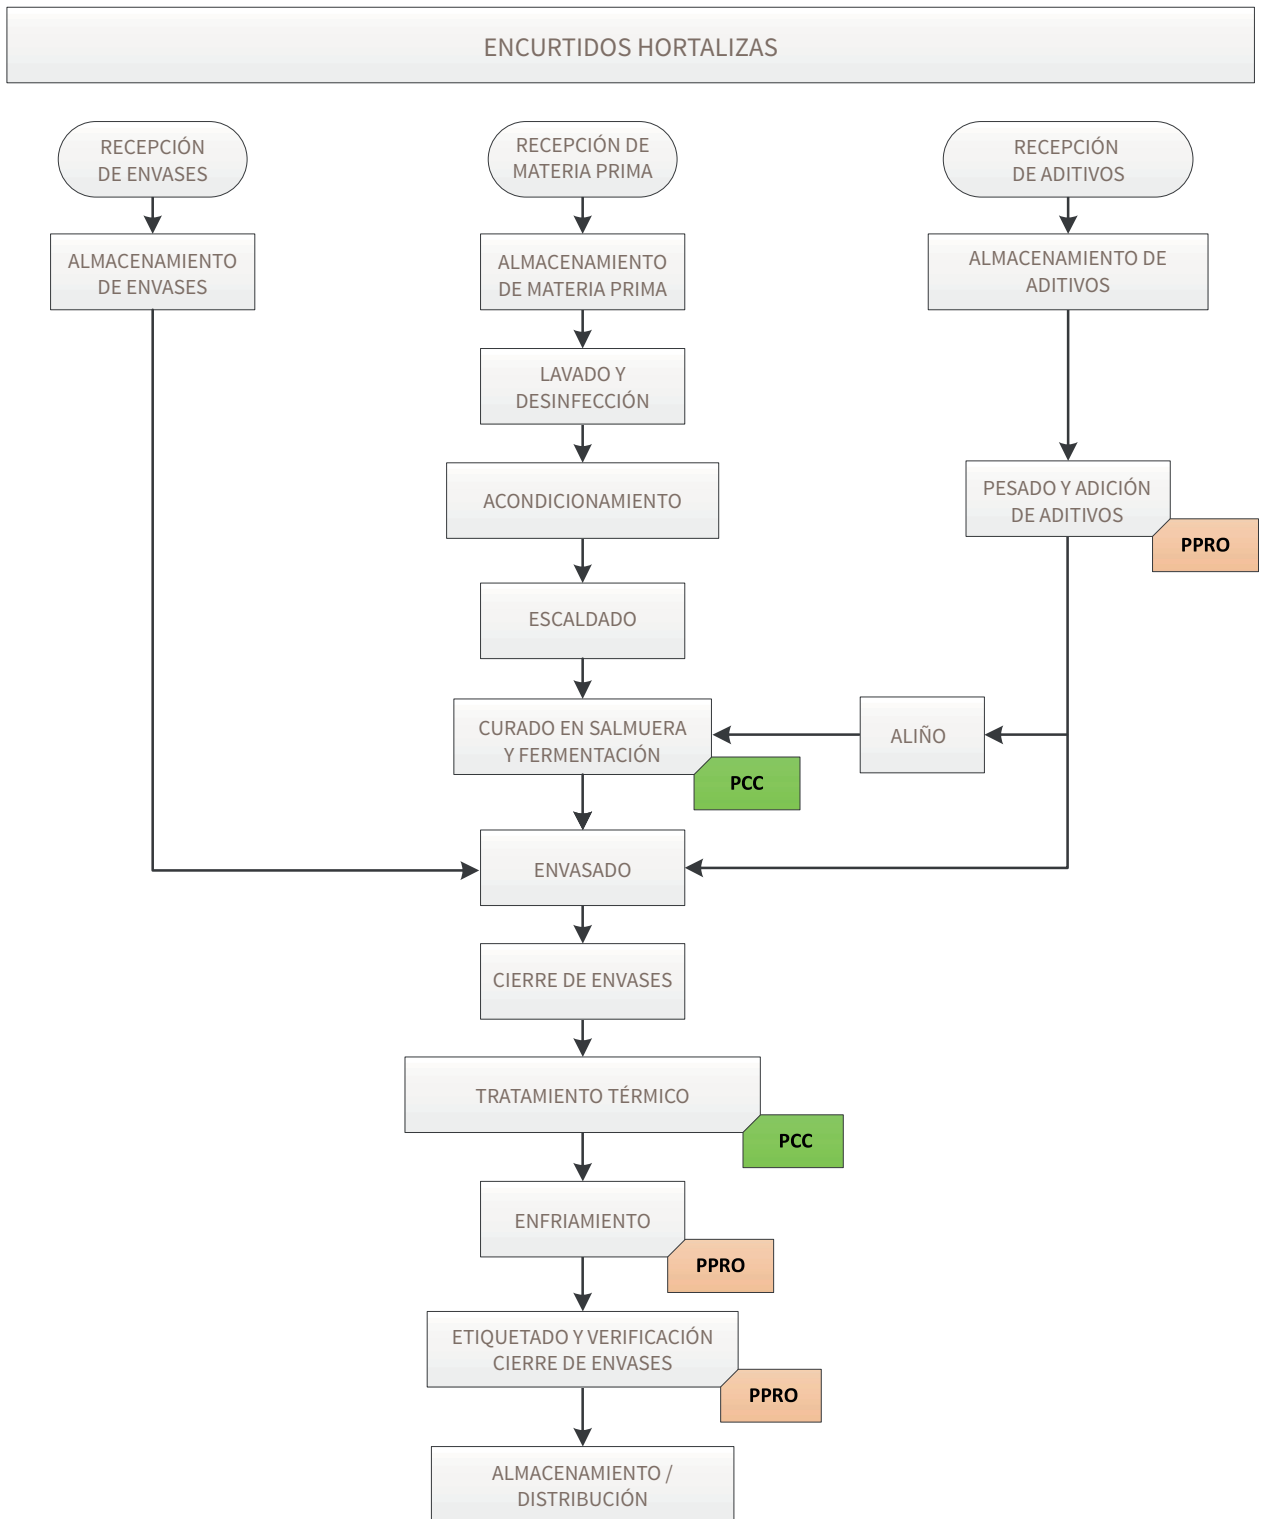 ENCURTIDOS HORTALIZAS
RECEPCIÓN
DE ENVASES
RECEPCIÓN DE
MATERIA PRIMA
RECEPCIÓN
DE ADITIVOS
ALMACENAMIENTO
DE ENVASES
ALMACENAMIENTO
DE MATERIA PRIMA
ALMACENAMIENTO DE
ADITIVOS
LAVADO Y
DESINFECCIÓN
ACONDICIONAMIENTO
PESADO Y ADICIÓN
DE ADITIVOS
PPRO
ESCALDADO
CURADO EN SALMUERA
Y FERMENTACIÓN
PCC
ALIÑO
ENVASADO
CIERRE DE ENVASES
TRATAMIENTO TÉRMICO
PCC
ENFRIAMIENTO
PPRO
ETIQUETADO Y VERIFICACIÓN
CIERRE DE ENVASES
PPRO
ALMACENAMIENTO /
DISTRIBUCIÓN